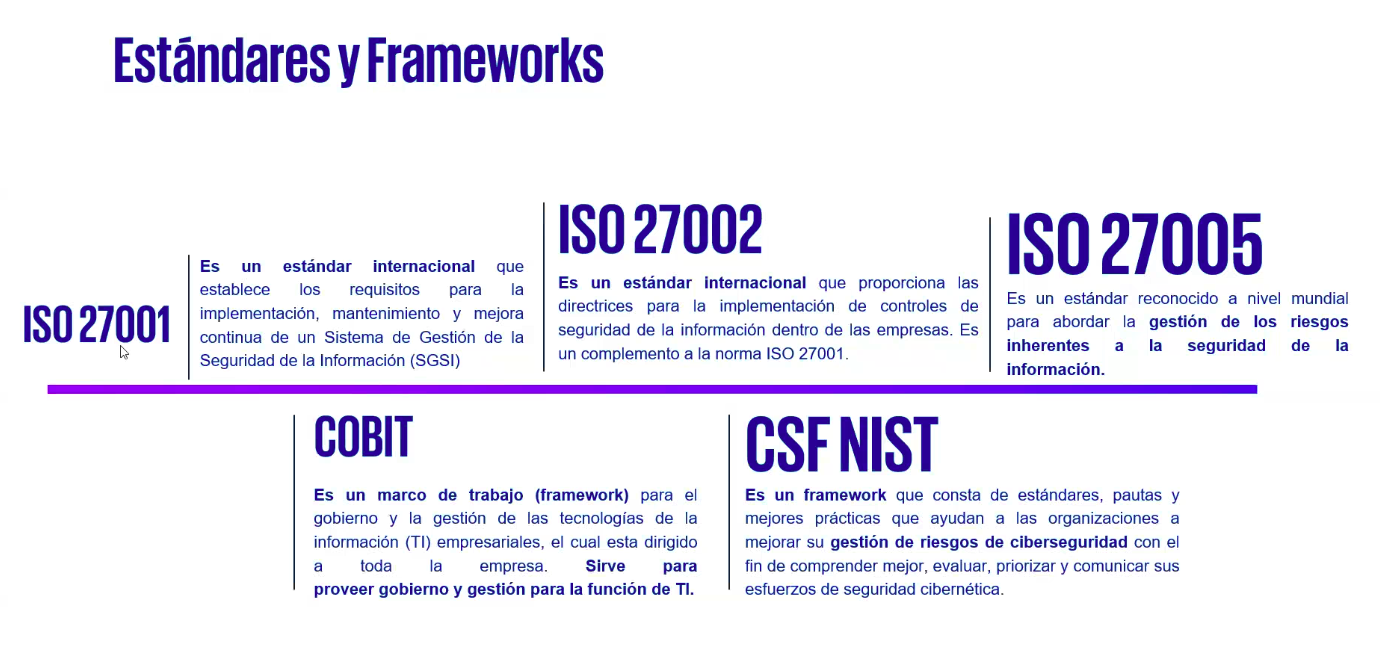 Estándares y Frameworks
ISO 27001
Es un estándar internacional que
establece los requisitos para la
implementación, mantenimiento y mejora
continua de un Sistema de Gestión de la
Seguridad de la Información (SGSI)
ISO 27002
Es un estándar internacional que proporciona las
directrices para la implementación de controles de
seguridad de la información dentro de las empresas. Es
un complemento a la norma ISO 27001.
ISO 27005
Es un estándar reconocido a nivel mundial
para abordar la gestión de los riesgos
inherentes a la seguridad de la
información.
COBIT
Es un marco de trabajo (framework) para el
gobierno y la gestión de las tecnologías de la
información (TI) empresariales, el cual esta dirigido
a toda la empresa. Sirve para
proveer gobierno y gestión para la función de TI.
CSF NIST
Es un framework que consta de estándares, pautas y
mejores prácticas que ayudan a las organizaciones a
mejorar su gestión de riesgos de ciberseguridad con el
fin de comprender mejor, evaluar, priorizar y comunicar sus
esfuerzos de seguridad cibernética.